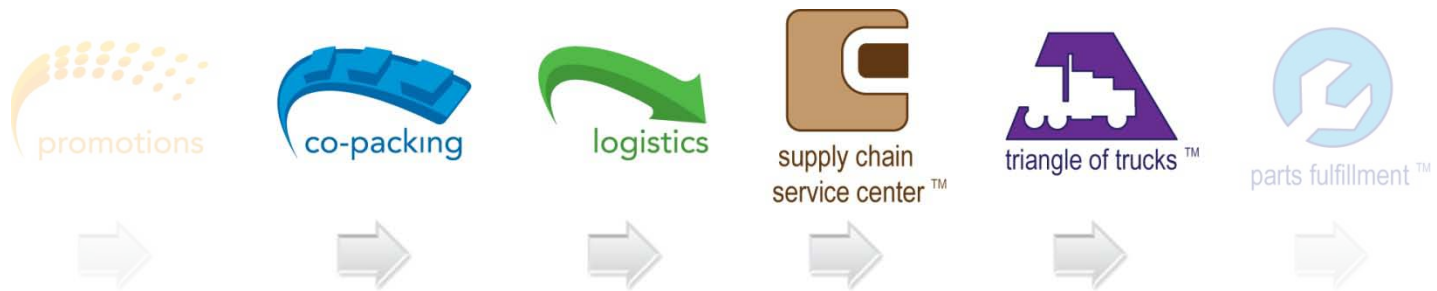 promotions
co-packing
logistics
supply chain
service center ™
triangle of trucks ™
parts fulfillment ™